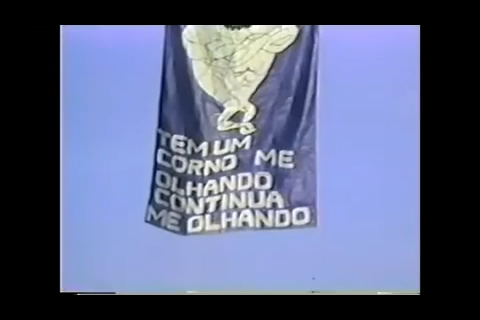 TEM UM
CORNO ME
OLHANDO
CONTINUA
ME OLHANDO